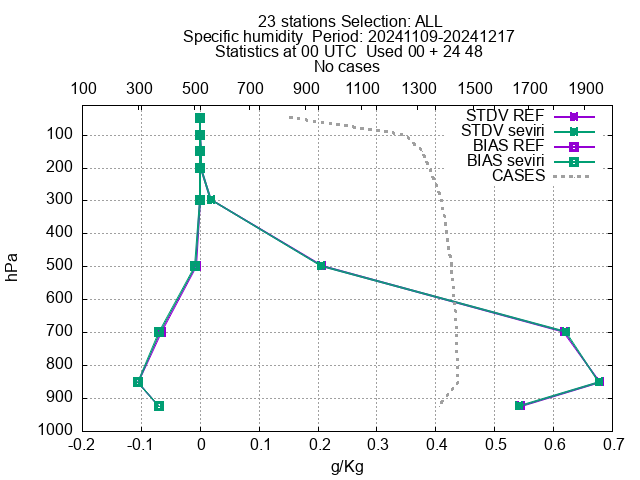 23 stations Selection: ALL
Specific humidity  Period: 20241109-20241217
Statistics at 00 UTC  Used 00 + 24 48
No cases
100 300 500 700 900 1100 1300 1500 1700 1900
STDV REF
STDV seviri
BIAS REF
BIAS seviri
CASES
100
200
300
400
500
600
700
800
900
1000
hPa
-0.2 -0.1 0 0.1 0.2 0.3 0.4 0.5 0.6 0.7
g/Kg